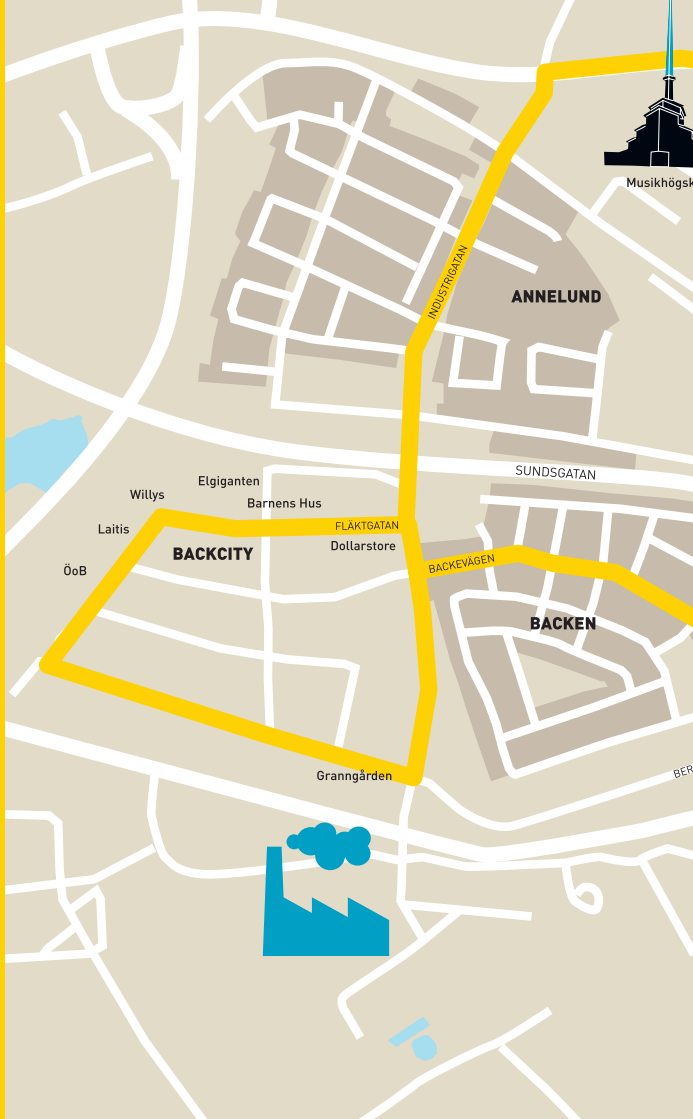 Musikhögsk
INDUSTRIGATAN
ANNELUND
SUNDSGATAN
Elgiganten
Willys
Barnens Hus
Laitis
FLÄKTGATAN
Dollarstore
BACKCITY
BACKEVÄGEN
ÖoB
BACKEN
BER
Granngården